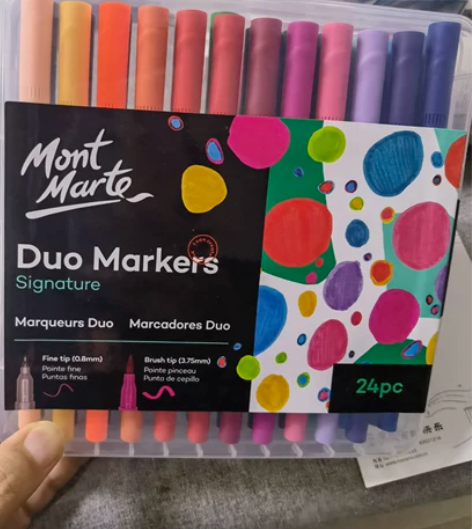 Mont
Marte
Duo Markers
Signature
Marqueurs Duo Marcadores Duo
Fine tip (0.8mm)
Pointe fine
Puntas finas
Brush tip (3.75mm)
Pointe pinceau
Punta de cepillo
24pc